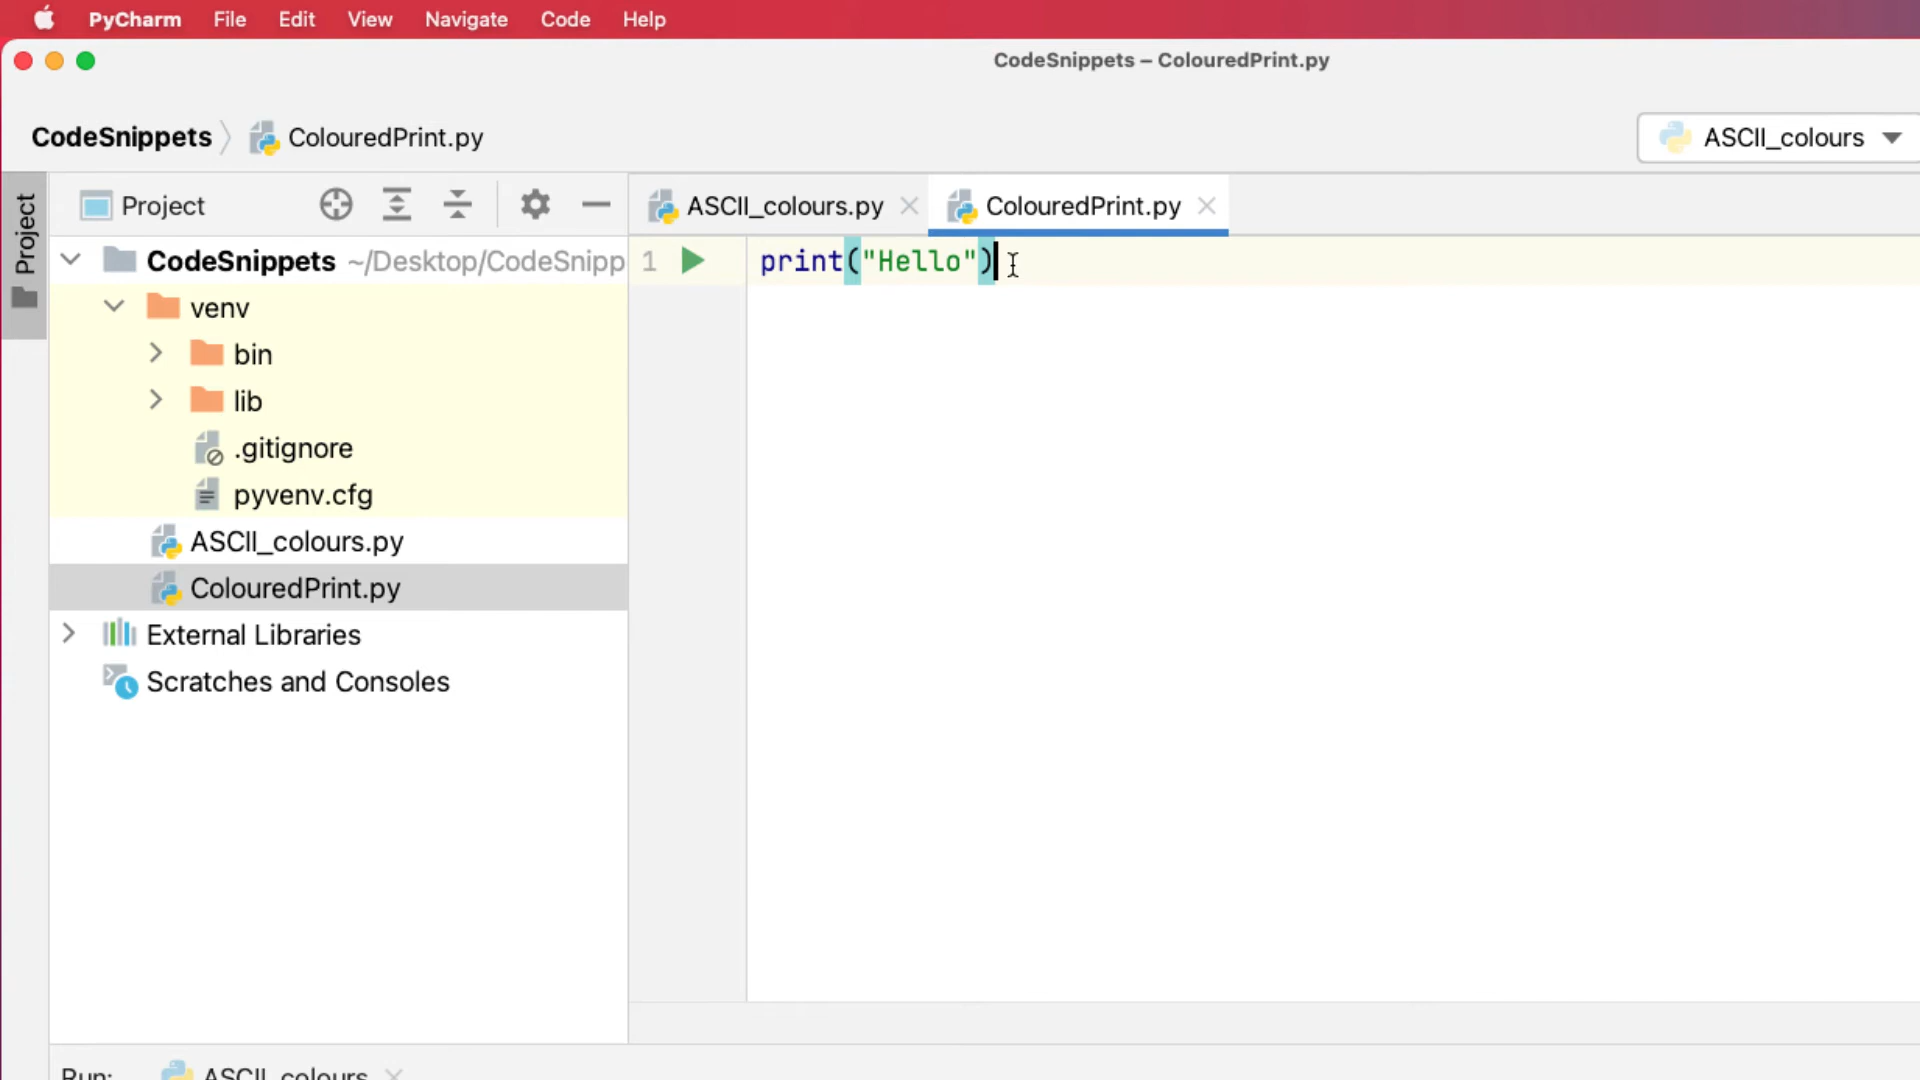 PyCharm File Edit View Navigate Code Help
CodeSnippets – ColouredPrint.py
CodeSnippets ColouredPrint.py
ASCII_colours
Project
Project
ASCII_colours.py
ColouredPrint.py
CodeSnippets ~/Desktop/CodeSnipp
1 print("Hello")
venv
bin
lib
.gitignore
pyvenv.cfg
ASCII_colours.py
ColouredPrint.py
External Libraries
Scratches and Consoles
Run: ASCII_colours